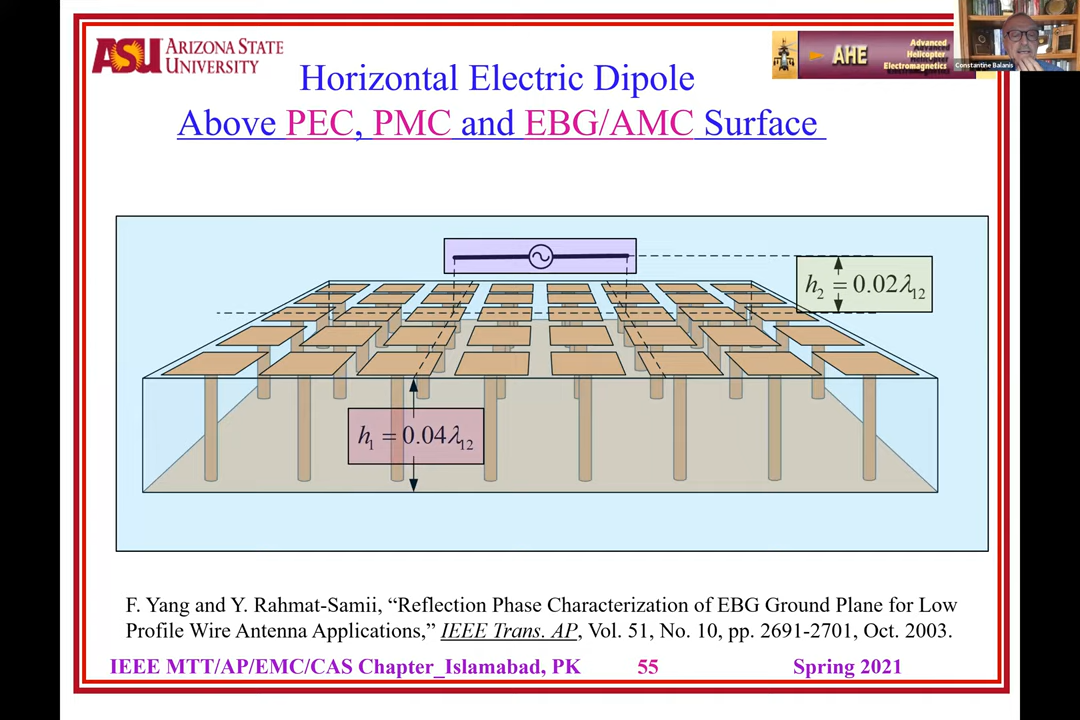 ASU ARIZONA STATE
UNIVERSITY
AHE
Advanced
Helicopter
Electromagnetics
Constantine Balanis
Horizontal Electric Dipole
Above PEC, PMC and EBG/AMC Surface
h₂ = 0.02λ₁₂
h₁ = 0.04λ₁₂
F. Yang and Y. Rahmat-Samii, “Reflection Phase Characterization of EBG Ground Plane for Low
Profile Wire Antenna Applications,” IEEE Trans. AP, Vol. 51, No. 10, pp. 2691-2701, Oct. 2003.
IEEE MTT/AP/EMC/CAS Chapter_Islamabad, PK 55 Spring 2021